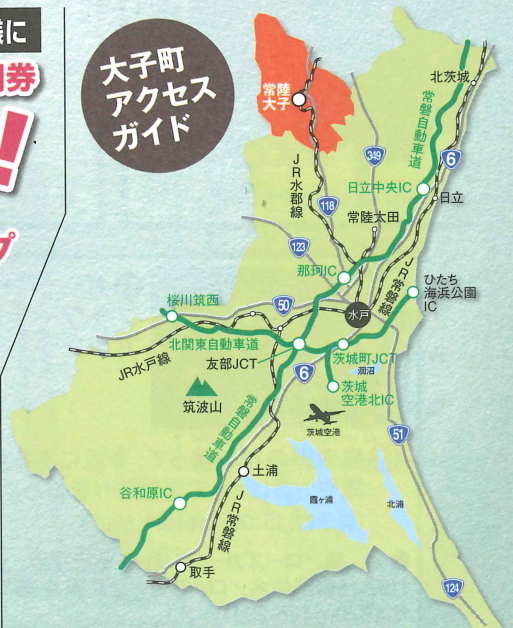 様に
券
!
プ
大子町
アクセス
ガイド
常陸
大子
北茨城
常磐自動車道
6
349
JR水郡線
日立中央IC
日立
118
常陸太田
123
那珂IC
JR常磐線
ひたち
海浜公園
IC
桜川筑西
50
水戸
北関東自動車道
友部JCT
茨城町JCT
JR水戸線
6
涸沼
茨城
空港北IC
筑波山
常磐自動車道
茨城空港
51
土浦
谷和原IC
JR常磐線
霞ヶ浦
北浦
取手
124